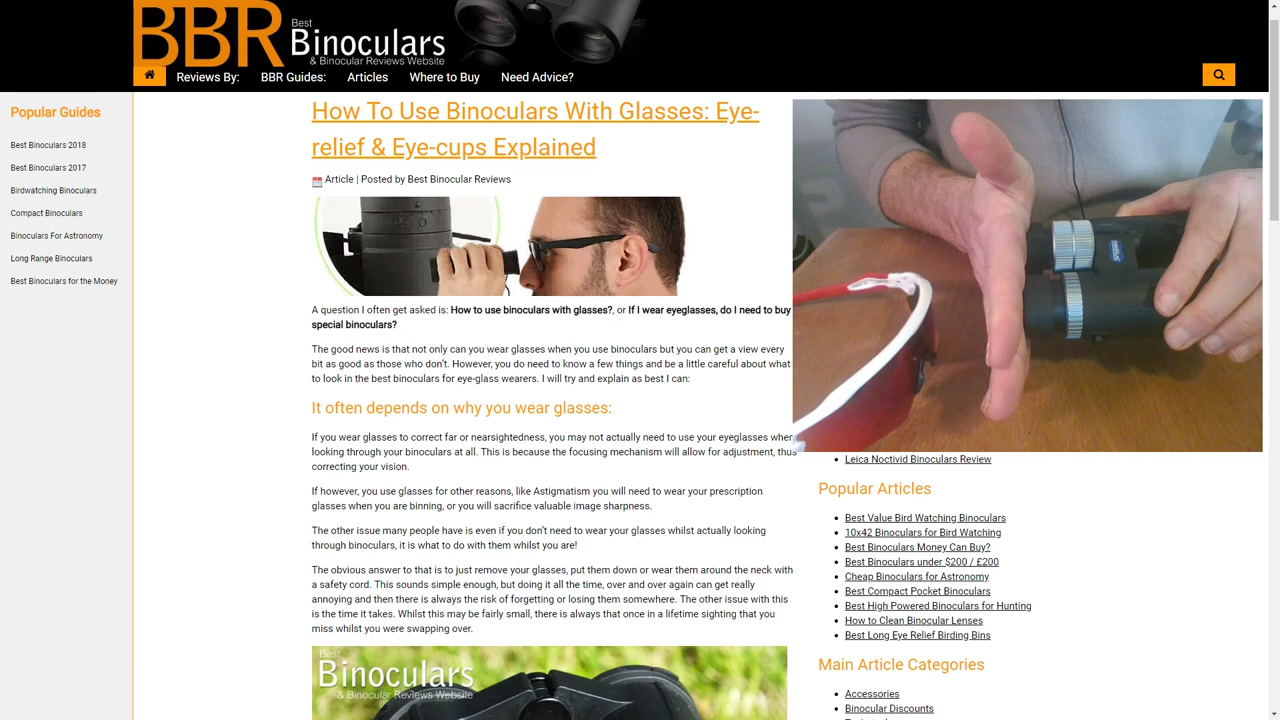 BBR
Best
Binoculars
& Binocular Reviews Website
Reviews By:
BBR Guides:
Articles
Where to Buy
Need Advice?
Popular Guides
Best Binoculars 2018
Best Binoculars 2017
Birdwatching Binoculars
Compact Binoculars
Binoculars For Astronomy
Long Range Binoculars
Best Binoculars for the Money
How To Use Binoculars With Glasses: Eye-
relief & Eye-cups Explained
Article | Posted by Best Binocular Reviews
A question I often get asked is: How to use binoculars with glasses?, or If I wear eyeglasses, do I need to buy
special binoculars?
The good news is that not only can you wear glasses when you use binoculars but you can get a view every
bit as good as those who don't. However, you do need to know a few things and be a little careful about what
to look in the best binoculars for eye-glass wearers. I will try and explain as best I can:
It often depends on why you wear glasses:
If you wear glasses to correct far or nearsightedness, you may not actually need to use your eyeglasses when
looking through your binoculars at all. This is because the focusing mechanism will allow for adjustment, thus
correcting your vision.
If however, you use glasses for other reasons, like Astigmatism you will need to wear your prescription
glasses when you are binning, or you will sacrifice valuable image sharpness.
The other issue many people have is even if you don't need to wear your glasses whilst actually looking
through binoculars, it is what to do with them whilst you are!
The obvious answer to that is to just remove your glasses, put them down or wear them around the neck with
a safety cord. This sounds simple enough, but doing it all the time, over and over again can get really
annoying and then there is always the risk of forgetting or losing them somewhere. The other issue with this
is the time it takes. Whilst this may be fairly small, there is always that once in a lifetime sighting that you
miss whilst you were swapping over.
Best
Binoculars
& Binocular Reviews Website
Leica Noctivid Binoculars Review
Popular Articles
Best Value Bird Watching Binoculars
10x42 Binoculars for Bird Watching
Best Binoculars Money Can Buy?
Best Binoculars under $200 / £200
Cheap Binoculars for Astronomy
Best Compact Pocket Binoculars
Best High Powered Binoculars for Hunting
How to Clean Binocular Lenses
Best Long Eye Relief Birding Bins
Main Article Categories
Accessories
Binocular Discounts